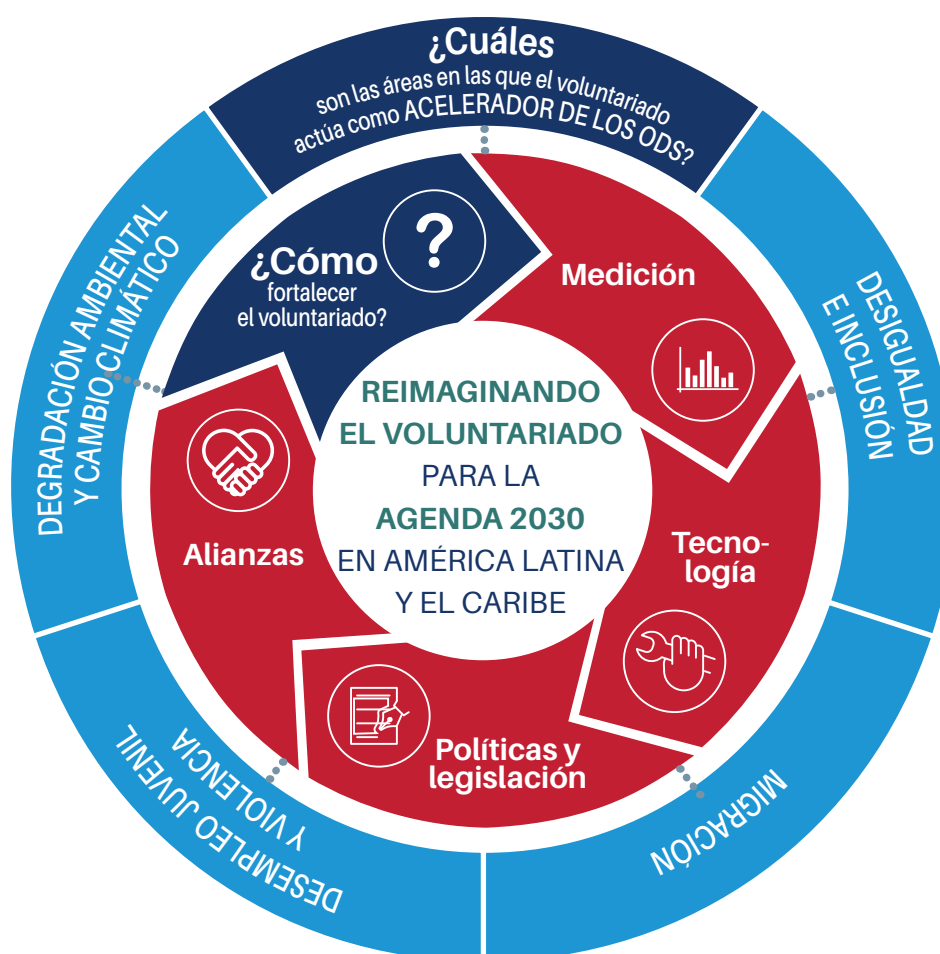 ¿Cuáles
son las áreas en las que el voluntariado
actúa como ACELERADOR DE LOS ODS?
DESIGUALDAD
E INCLUSIÓN
MIGRACIÓN
DESEMPLEO JUVENIL
Y VIOLENCIA
DEGRADACIÓN AMBIENTAL
Y CAMBIO CLIMÁTICO
¿Cómo
fortalecer
el voluntariado?
?
Medición
Tecno-
logía
Políticas y
legislación
Alianzas
REIMAGINANDO
EL VOLUNTARIADO
PARA LA
AGENDA 2030
EN AMÉRICA LATINA
Y EL CARIBE